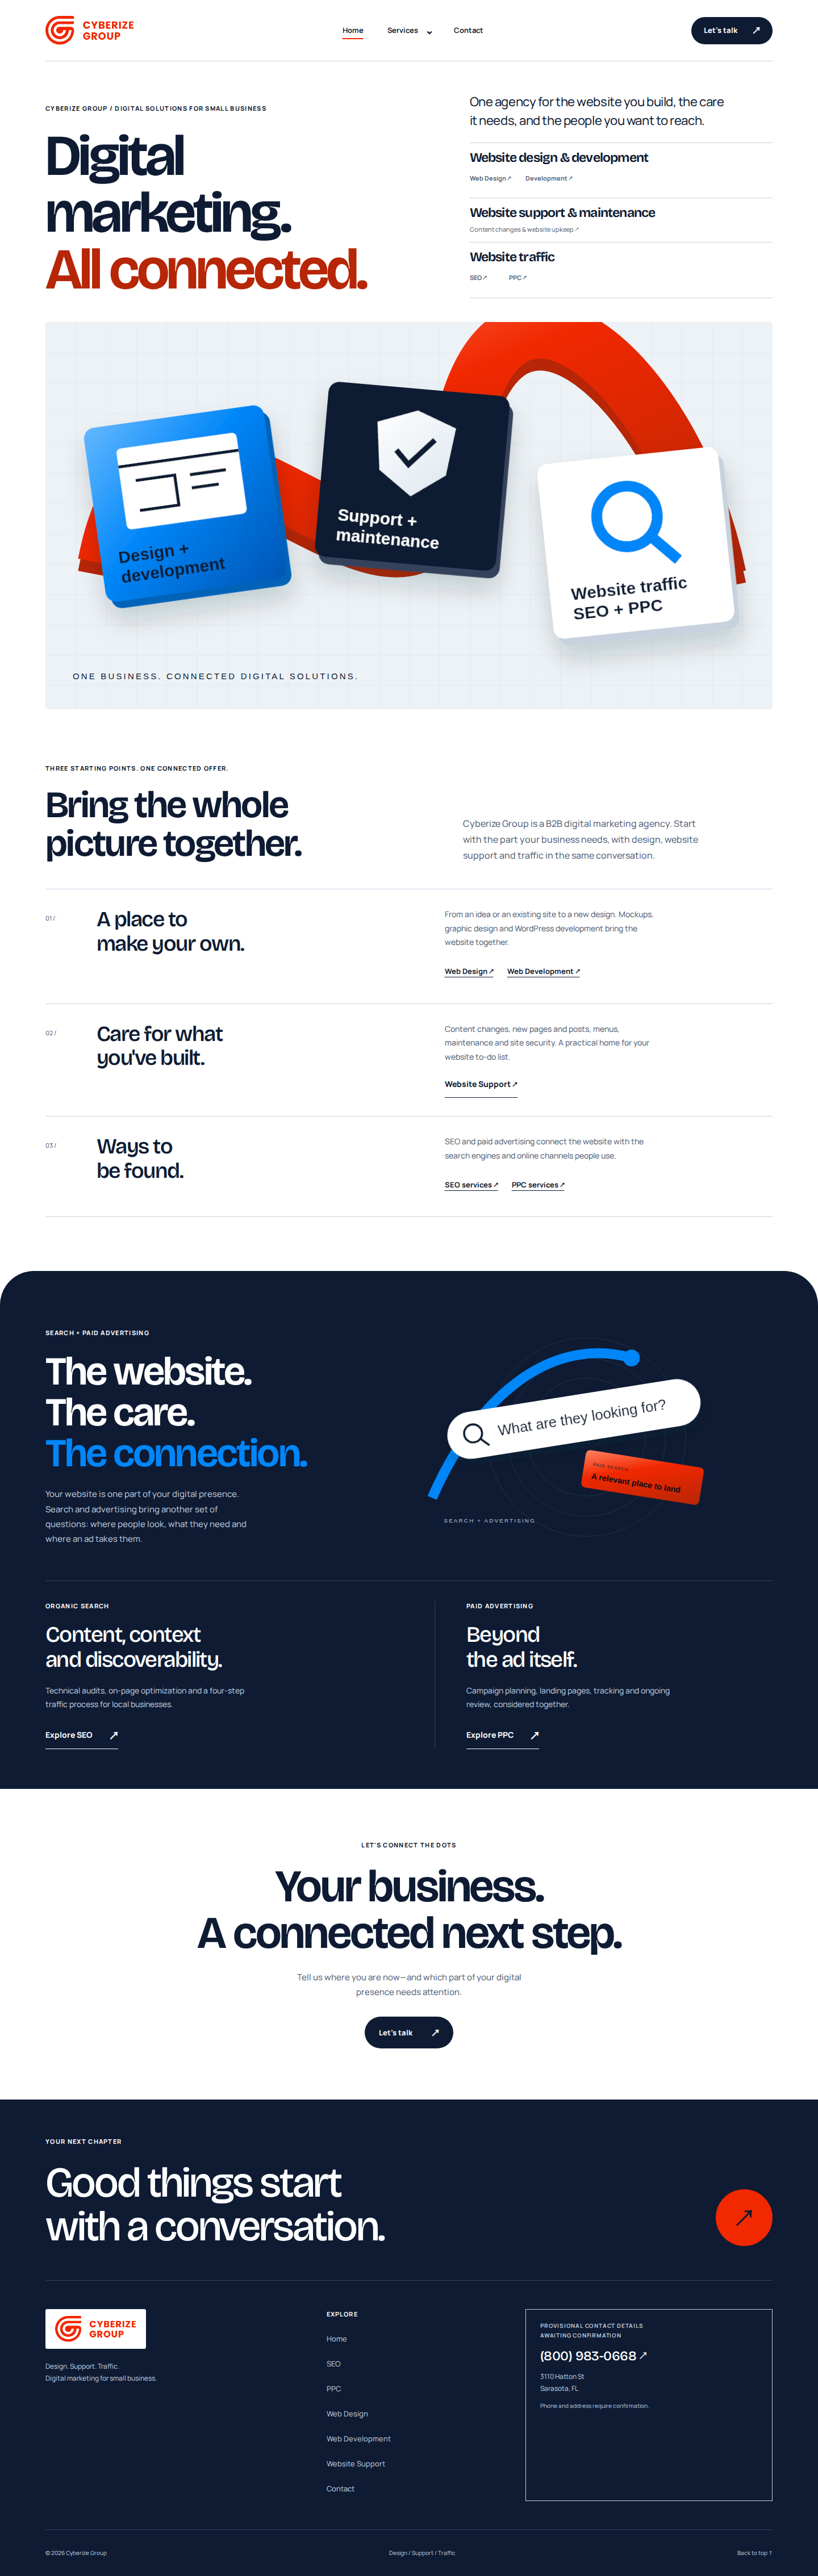 CYBERIZE
GROUP
Home
Services
Contact
Let's talk ↗
CYBERIZE GROUP / DIGITAL SOLUTIONS FOR SMALL BUSINESS
Digital
marketing.
All connected.
One agency for the website you build, the care
it needs, and the people you want to reach.
Website design & development
Web Design ↗ Development ↗
Website support & maintenance
Content changes & website upkeep ↗
Website traffic
SEO ↗ PPC ↗
Design +
development
Support +
maintenance
Website traffic
SEO + PPC
ONE BUSINESS. CONNECTED DIGITAL SOLUTIONS.
THREE STARTING POINTS. ONE CONNECTED OFFER.
Bring the whole
picture together.
Cyberize Group is a B2B digital marketing agency. Start
with the part your business needs, with design, website
support and traffic in the same conversation.
01 /
A place to
make your own.
From an idea or an existing site to a new design. Mockups,
graphic design and WordPress development bring the
website together.
Web Design ↗ Web Development ↗
02 /
Care for what
you've built.
Content changes, new pages and posts, menus,
maintenance and site security. A practical home for your
website to-do list.
Website Support ↗
03 /
Ways to
be found.
SEO and paid advertising connect the website with the
search engines and online channels people use.
SEO services ↗ PPC services ↗
SEARCH + PAID ADVERTISING
The website.
The care.
The connection.
Your website is one part of your digital presence.
Search and advertising bring another set of
questions: where people look, what they need and
where an ad takes them.
What are they looking for?
PAID SEARCH
A relevant place to land
SEARCH + ADVERTISING
ORGANIC SEARCH
Content, context
and discoverability.
Technical audits, on-page optimization and a four-step
traffic process for local businesses.
Explore SEO ↗
PAID ADVERTISING
Beyond
the ad itself.
Campaign planning, landing pages, tracking and ongoing
review, considered together.
Explore PPC ↗
LET'S CONNECT THE DOTS
Your business.
A connected next step.
Tell us where you are now—and which part of your digital
presence needs attention.
Let's talk ↗
YOUR NEXT CHAPTER
Good things start
with a conversation.
↗
CYBERIZE
GROUP
Design. Support. Traffic.
Digital marketing for small business.
EXPLORE
Home
SEO
PPC
Web Design
Web Development
Website Support
Contact
PROVISIONAL CONTACT DETAILS
AWAITING CONFIRMATION
(800) 983-0668 ↗
3110 Hatton St
Sarasota, FL
Phone and address require confirmation.
© 2026 Cyberize Group
Design / Support / Traffic
Back to top ↑